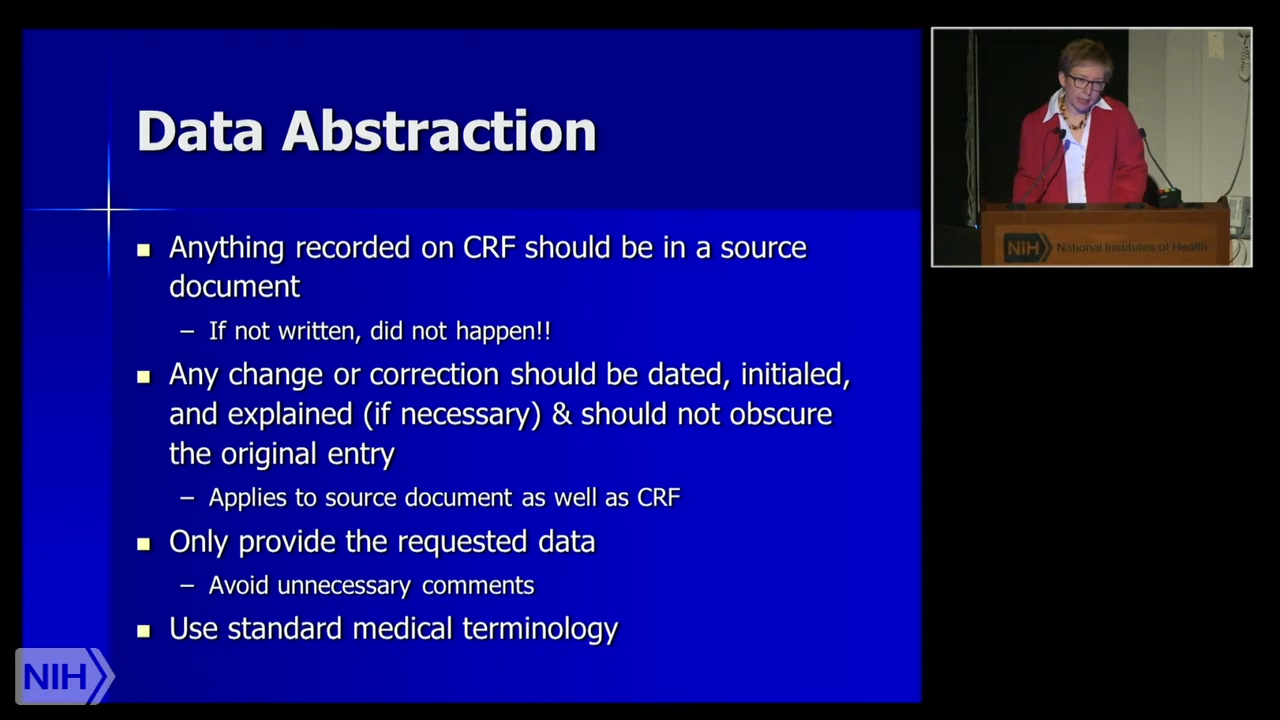 Data Abstraction
Anything recorded on CRF should be in a source
document
– If not written, did not happen!!
Any change or correction should be dated, initialed,
and explained (if necessary) & should not obscure
the original entry
– Applies to source document as well as CRF
Only provide the requested data
– Avoid unnecessary comments
Use standard medical terminology
NIH
NIH National Institutes of Health